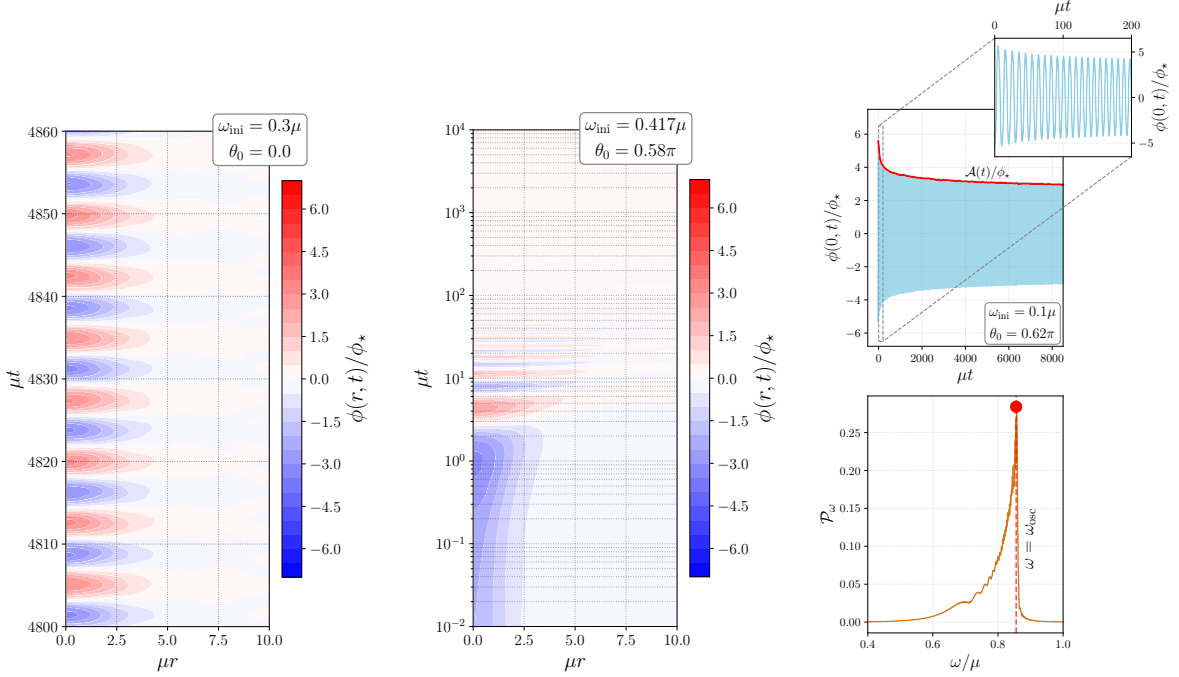 ω_ini = 0.3μ
θ_0 = 0.0
4860
4850
4840
4830
4820
4810
4800
μt
0.0 2.5 5.0 7.5 10.0
μr
6.0
4.5
3.0
1.5
0.0
−1.5
−3.0
−4.5
−6.0
ϕ(r, t)/ϕ⋆
ω_ini = 0.417μ
θ_0 = 0.58π
10^4
10^3
10^2
10^1
10^0
10^−1
10^−2
μt
0.0 2.5 5.0 7.5 10.0
μr
6.0
4.5
3.0
1.5
0.0
−1.5
−3.0
−4.5
−6.0
ϕ(r, t)/ϕ⋆
μt
0 100 200
5
0
−5
ϕ(0, t)/ϕ⋆
6
4
2
0
−2
−4
−6
ϕ(0, t)/ϕ⋆
𝒜(t)/ϕ⋆
ω_ini = 0.1μ
θ_0 = 0.62π
0 2000 4000 6000 8000
μt
0.25
0.20
0.15
0.10
0.05
0.00
𝒫_ω
ω = ω_osc
0.4 0.6 0.8 1.0
ω/μ